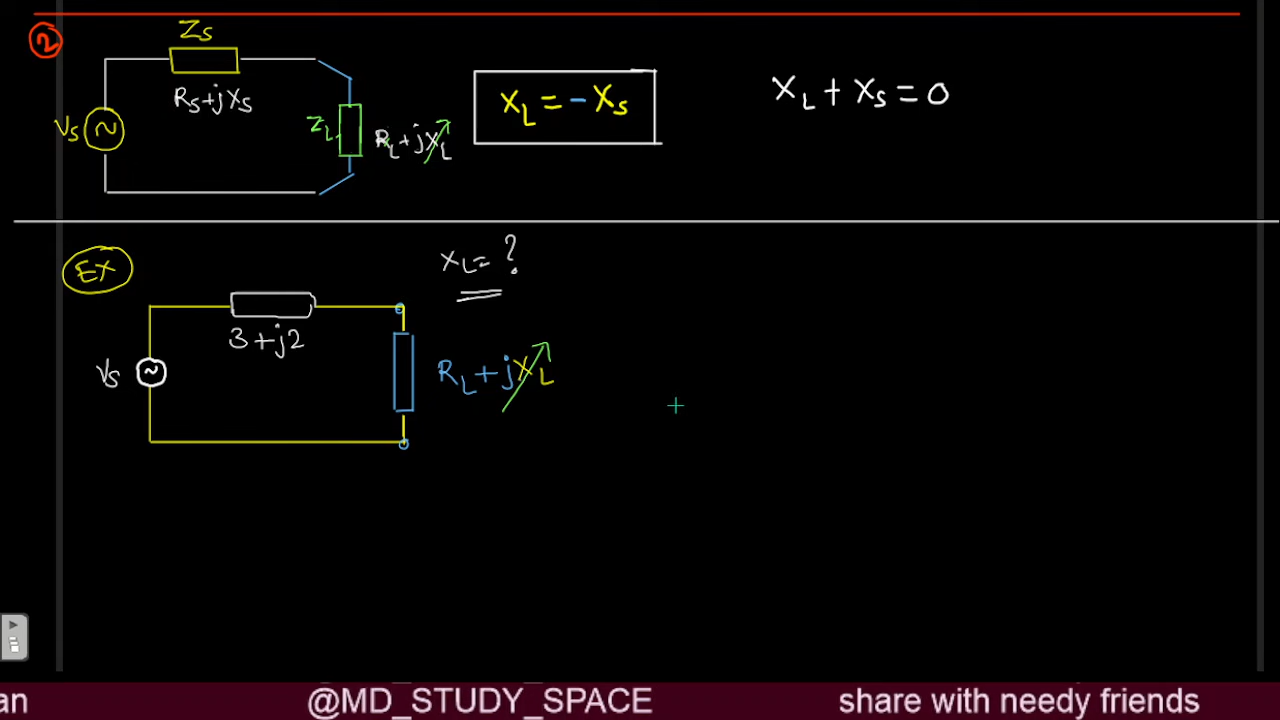 2
Zs
Rs+jXs
Vs
ZL
RL+jXL
XL = -Xs
XL + Xs = 0
EX
XL = ?
3+j2
Vs
RL+jXL
an @MD_STUDY_SPACE share with needy friends